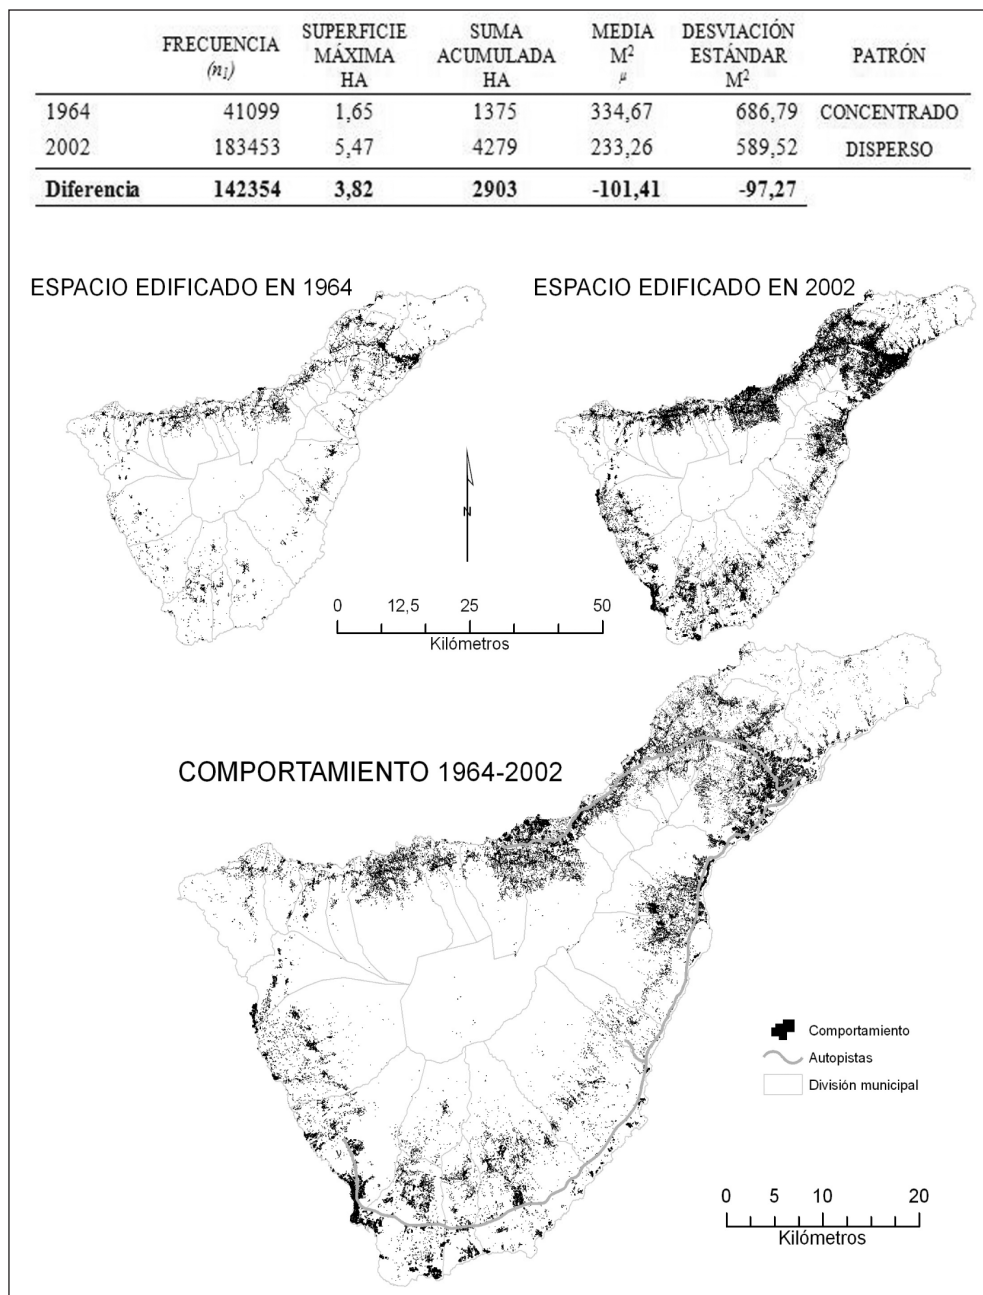 FRECUENCIA (n₁) SUPERFICIE MÁXIMA HA SUMA ACUMULADA HA MEDIA M² μ DESVIACIÓN ESTÁNDAR M² PATRÓN
1964 41099 1,65 1375 334,67 686,79 CONCENTRADO
2002 183453 5,47 4279 233,26 589,52 DISPERSO
Diferencia 142354 3,82 2903 -101,41 -97,27
ESPACIO EDIFICADO EN 1964
ESPACIO EDIFICADO EN 2002
N
0 12,5 25 50
Kilómetros
COMPORTAMIENTO 1964-2002
Comportamiento
Autopistas
División municipal
0 5 10 20
Kilómetros